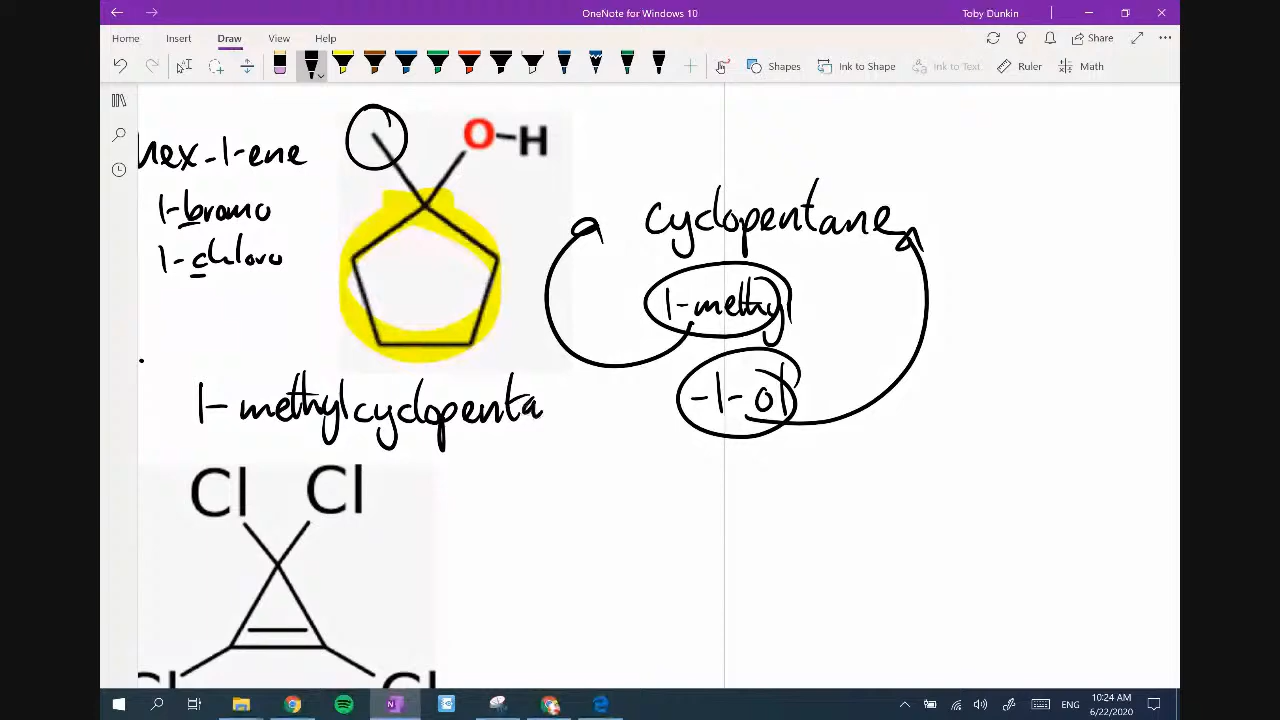 OneNote for Windows 10
Toby Dunkin
Home Insert Draw View Help
Share
Shapes Ink to Shape Ink to Text Ruler Math
hex-1-ene
1-bromo
1-chloro
O-H
cyclopentane
1-methyl
-1-ol
1-methylcyclopenta
Cl Cl
Cl Cl
ENG
10:24 AM
6/22/2020